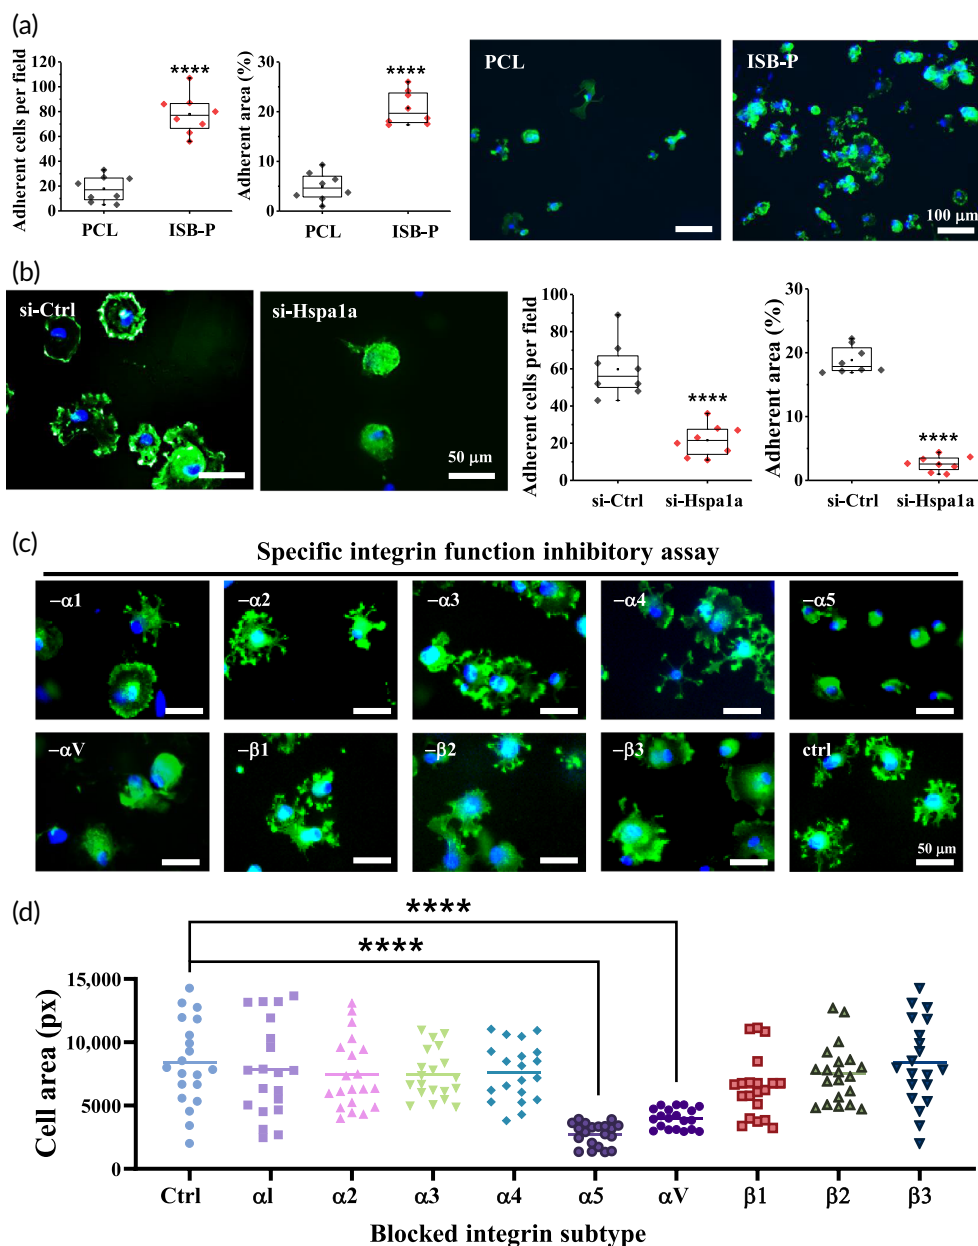 (a)
Adherent cells per field
120
100
80
60
40
20
0
****
PCL
ISB-P
Adherent area (%)
30
20
10
0
****
PCL
ISB-P
PCL
ISB-P
100 μm
(b)
si-Ctrl
si-Hspa1a
50 μm
Adherent cells per field
100
80
60
40
20
0
****
si-Ctrl
si-Hspa1a
Adherent area (%)
30
20
10
0
****
si-Ctrl
si-Hspa1a
(c)
Specific integrin function inhibitory assay
–α1
–α2
–α3
–α4
–α5
–αV
–β1
–β2
–β3
ctrl
50 μm
(d)
****
****
Cell area (px)
15,000
10,000
5000
0
Ctrl
α1
α2
α3
α4
α5
αV
β1
β2
β3
Blocked integrin subtype